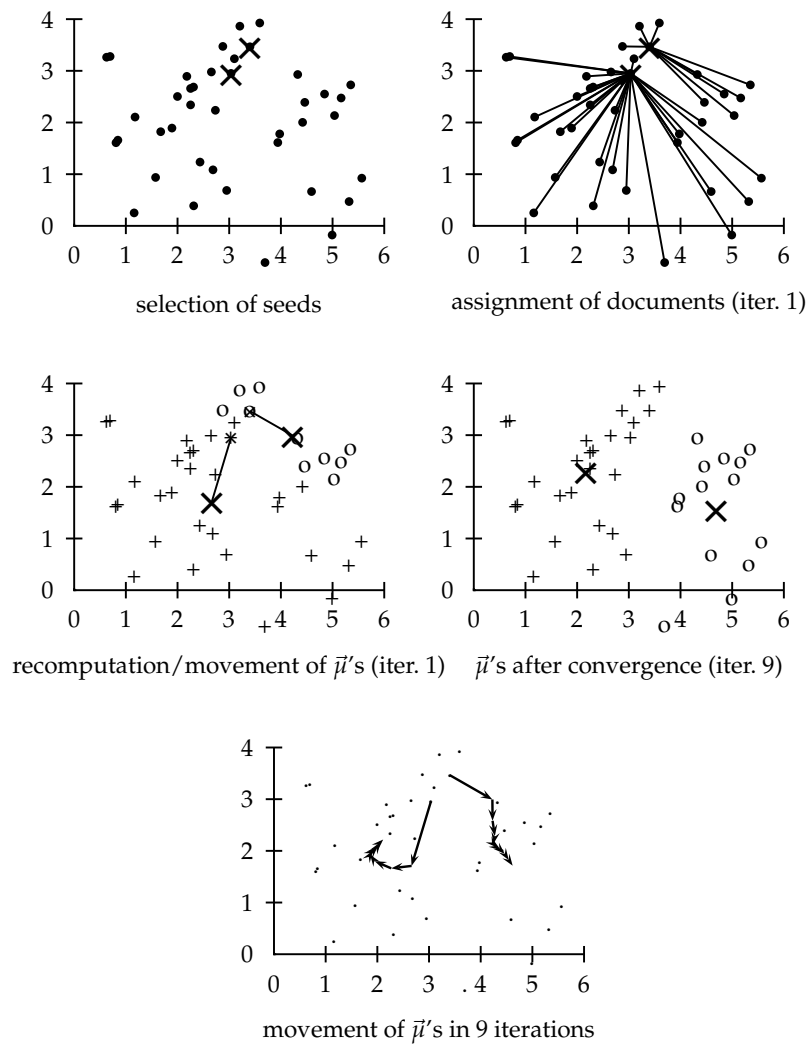 4
3
2
1
0
0 1 2 3 4 5 6
selection of seeds
4
3
2
1
0
0 1 2 3 4 5 6
assignment of documents (iter. 1)
4
3
2
1
0
0 1 2 3 4 5 6
recomputation/movement of μ⃗'s (iter. 1)
4
3
2
1
0
0 1 2 3 4 5 6
μ⃗'s after convergence (iter. 9)
4
3
2
1
0
0 1 2 3 4 5 6
movement of μ⃗'s in 9 iterations